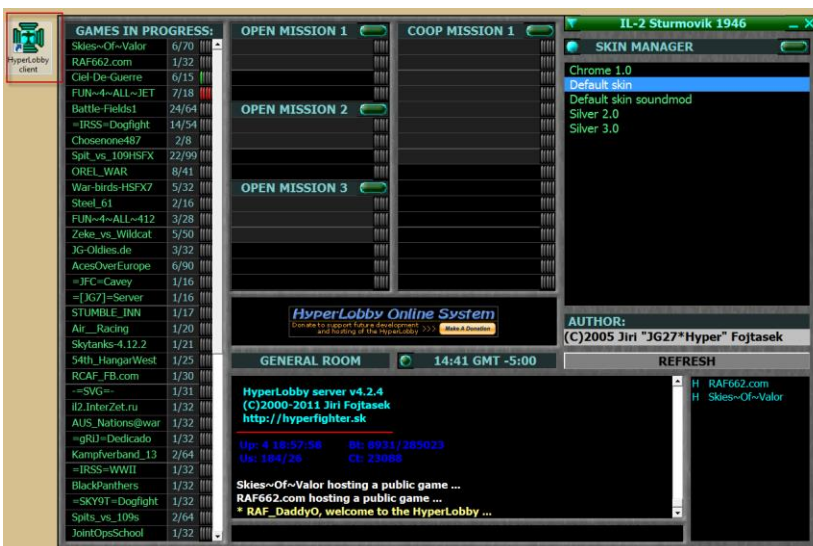 HyperLobby
client
GAMES IN PROGRESS:
Skies~Of~Valor 6/70
RAF662.com 1/32
Ciel-De-Guerre 6/15
FUN~4~ALL~JET 7/18
Battle-Fields1 24/64
=IRSS=Dogfight 14/54
Chosenone487 2/8
Spit_vs_109HSFX 22/99
OREL_WAR 8/41
War-birds-HSFX7 5/32
Steel_61 2/16
FUN~4~ALL~412 3/28
Zeke_vs_Wildcat 5/50
JG-Oldies.de 3/32
AcesOverEurope 6/90
=JFC=Cavey 1/16
=[JG7]=Server 1/16
STUMBLE_INN 1/17
Air__Racing 1/20
Skytanks-4.12.2 1/21
54th_HangarWest 1/25
RCAF_FB.com 1/30
-=SVG=- 1/31
il2.InterZet.ru 1/32
AUS_Nations@war 1/32
=gRiJ=Dedicado 1/32
Kampfverband_13 2/64
=IRSS=WWII 1/32
BlackPanthers 1/32
=SKY9T=Dogfight 1/32
Spits_vs_109s 2/64
JointOpsSchool 1/32
OPEN MISSION 1
OPEN MISSION 2
OPEN MISSION 3
COOP MISSION 1
HyperLobby Online System
Donate to support future development
and hosting of the HyperLobby >>> Make A Donation
GENERAL ROOM 14:41 GMT -5:00
HyperLobby server v4.2.4
(C)2000-2011 Jiri Fojtasek
http://hyperfighter.sk
Up: 4 18:57:58 Bt: 8931/285023
Us: 184/26 Ct: 23088
Skies~Of~Valor hosting a public game ...
RAF662.com hosting a public game ...
* RAF_DaddyO, welcome to the HyperLobby ...
IL-2 Sturmovik 1946
SKIN MANAGER
Chrome 1.0
Default skin
Default skin soundmod
Silver 2.0
Silver 3.0
AUTHOR:
(C)2005 Jiri "JG27*Hyper" Fojtasek
REFRESH
H RAF662.com
H Skies~Of~Valor